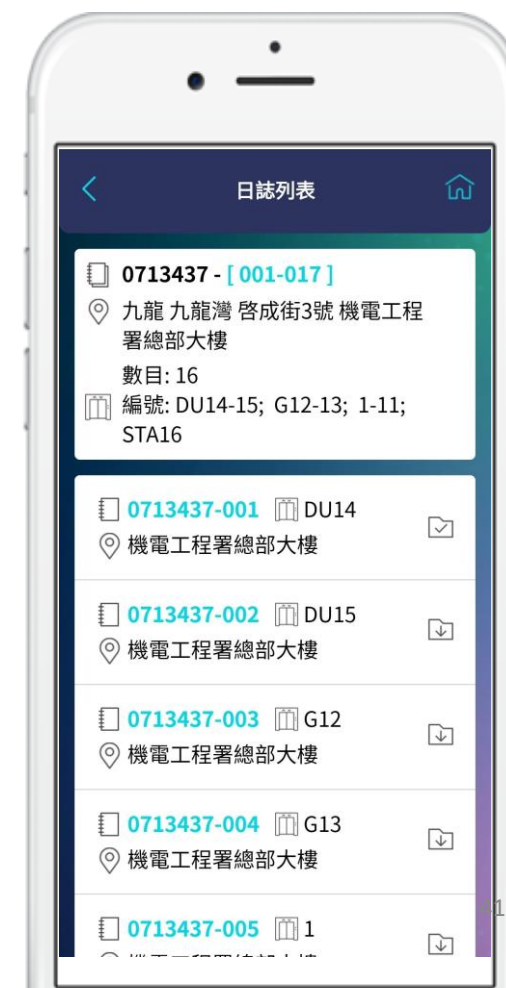 日誌列表
0713437 - [ 001-017 ]
九龍 九龍灣 啓成街3號 機電工程
署總部大樓
數目: 16
編號: DU14-15; G12-13; 1-11;
STA16
0713437-001 DU14
機電工程署總部大樓
0713437-002 DU15
機電工程署總部大樓
0713437-003 G12
機電工程署總部大樓
0713437-004 G13
機電工程署總部大樓
41
0713437-005 1